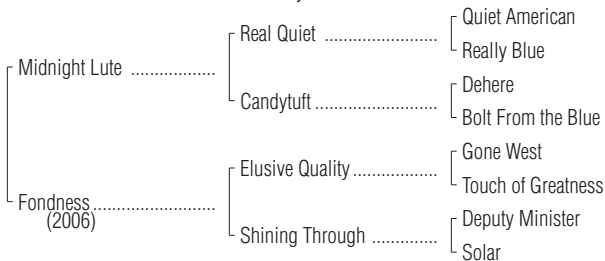 Quiet American
Real Quiet ........................
Really Blue
Midnight Lute ..................
Dehere
Candytuft ..........................
Bolt From the Blue
Gone West
Elusive Quality ..................
Touch of Greatness
Fondness ..........................
(2006)
Deputy Minister
Shining Through ..............
Solar